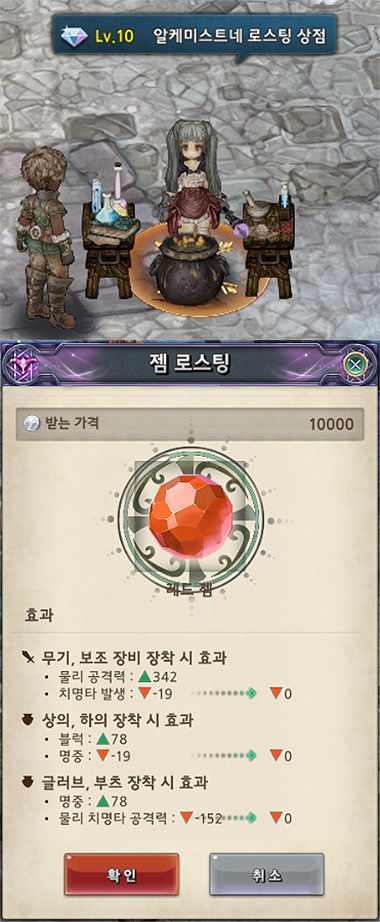 Lv.10 알케미스트네 로스팅 상점
젬 로스팅
받는 가격 10000
레드 젬
효과
무기, 보조 장비 장착 시 효과
• 물리 공격력 : ▲342
• 치명타 발생 : ▼-19 ▼0
상의, 하의 장착 시 효과
• 블럭 : ▲78
• 명중 : ▼-19 ▼0
글러브, 부츠 장착 시 효과
• 명중 : ▲78
• 물리 치명타 공격력 : ▼-152 ▼0
확인 취소